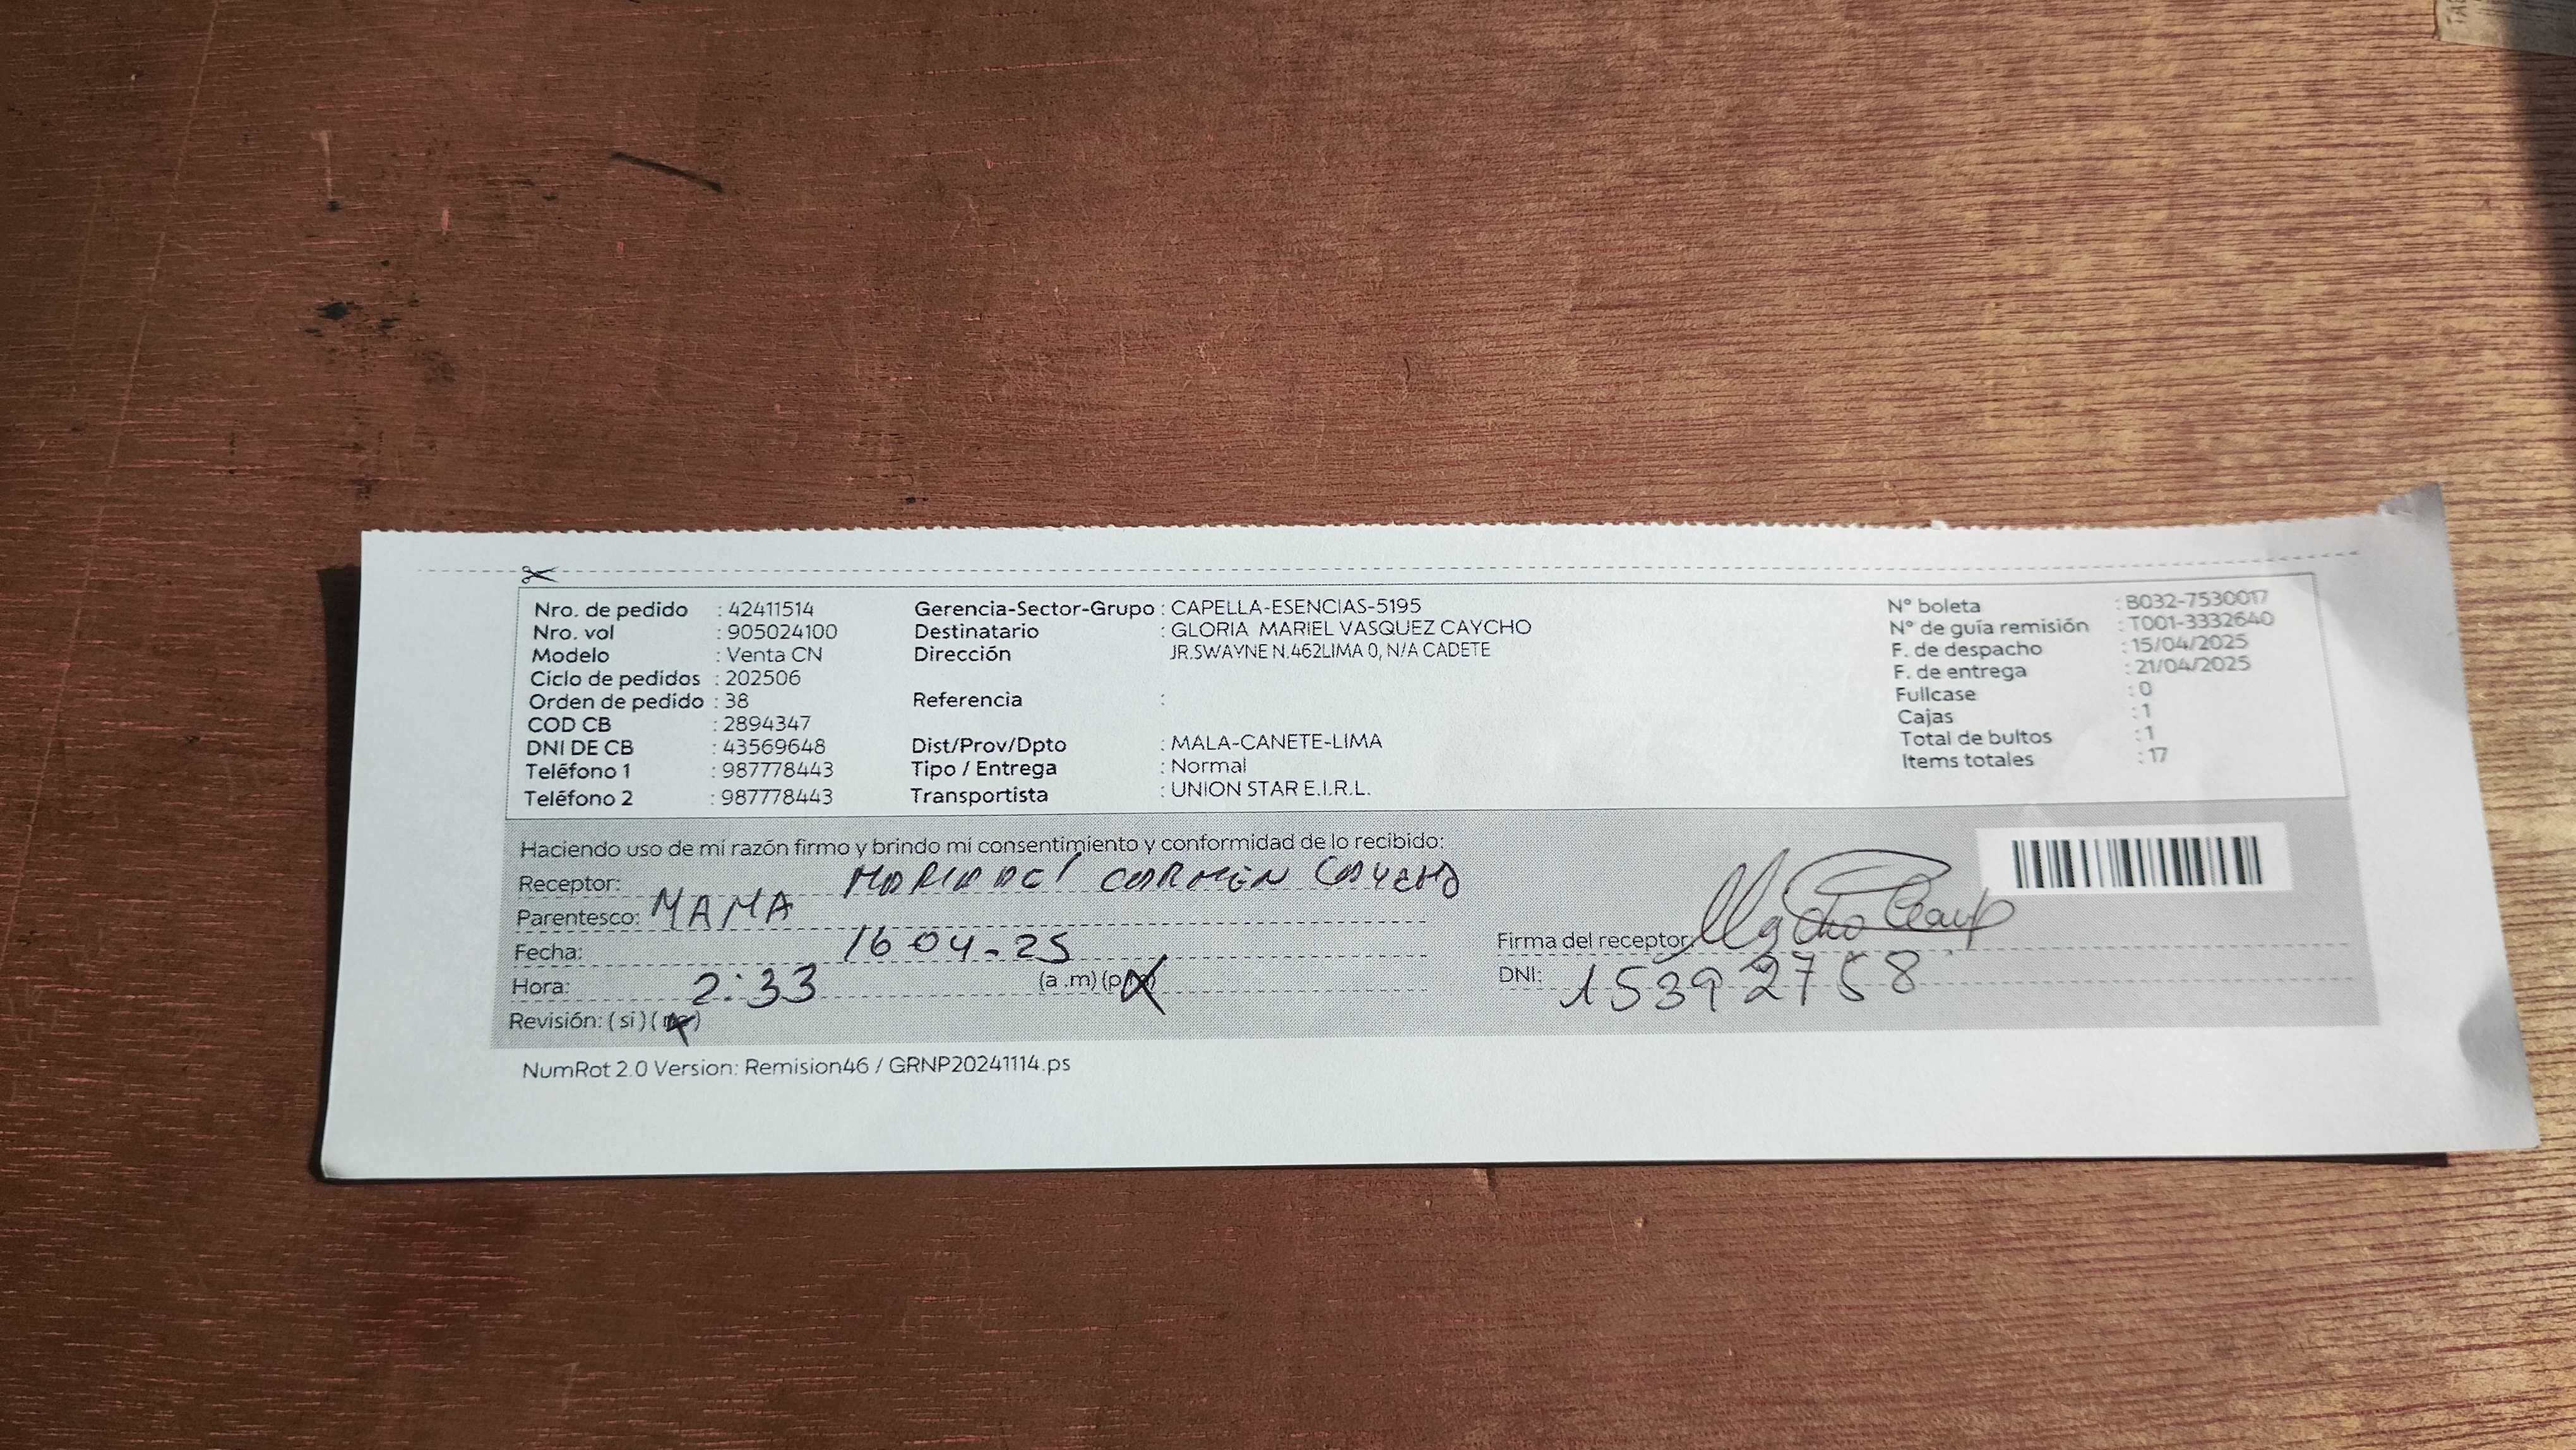 Nro. de pedido : 42411514
Nro. vol : 905024100
Modelo : Venta CN
Ciclo de pedidos : 202506
Orden de pedido : 38
COD CB : 2894347
DNI DE CB : 43569648
Teléfono 1 : 987778443
Teléfono 2 : 987778443
Gerencia-Sector-Grupo : CAPELLA-ESENCIAS-5195
Destinatario : GLORIA MARIEL VASQUEZ CAYCHO
Dirección JR.SWAYNE N.462LIMA 0, N/A CADETE
Referencia :
Dist/Prov/Dpto : MALA-CANETE-LIMA
Tipo / Entrega : Normal
Transportista : UNION STAR E.I.R.L.
N° boleta : B032-7530017
N° de guía remisión : T001-3332640
F. de despacho : 15/04/2025
F. de entrega : 21/04/2025
Fullcase : 0
Cajas : 1
Total de bultos : 1
Items totales : 17
Haciendo uso de mi razón firmo y brindo mi consentimiento y conformidad de lo recibido:
Receptor: MARIA DEL CARMEN CAYCHO
Parentesco: MAMA
Fecha: 16 04-25
Hora: 2:33 (a.m) (p.m)
Revisión: (si) (no)
Firma del receptor:
DNI: 15392758
NumRot 2.0 Version: Remision46 / GRNP20241114.ps